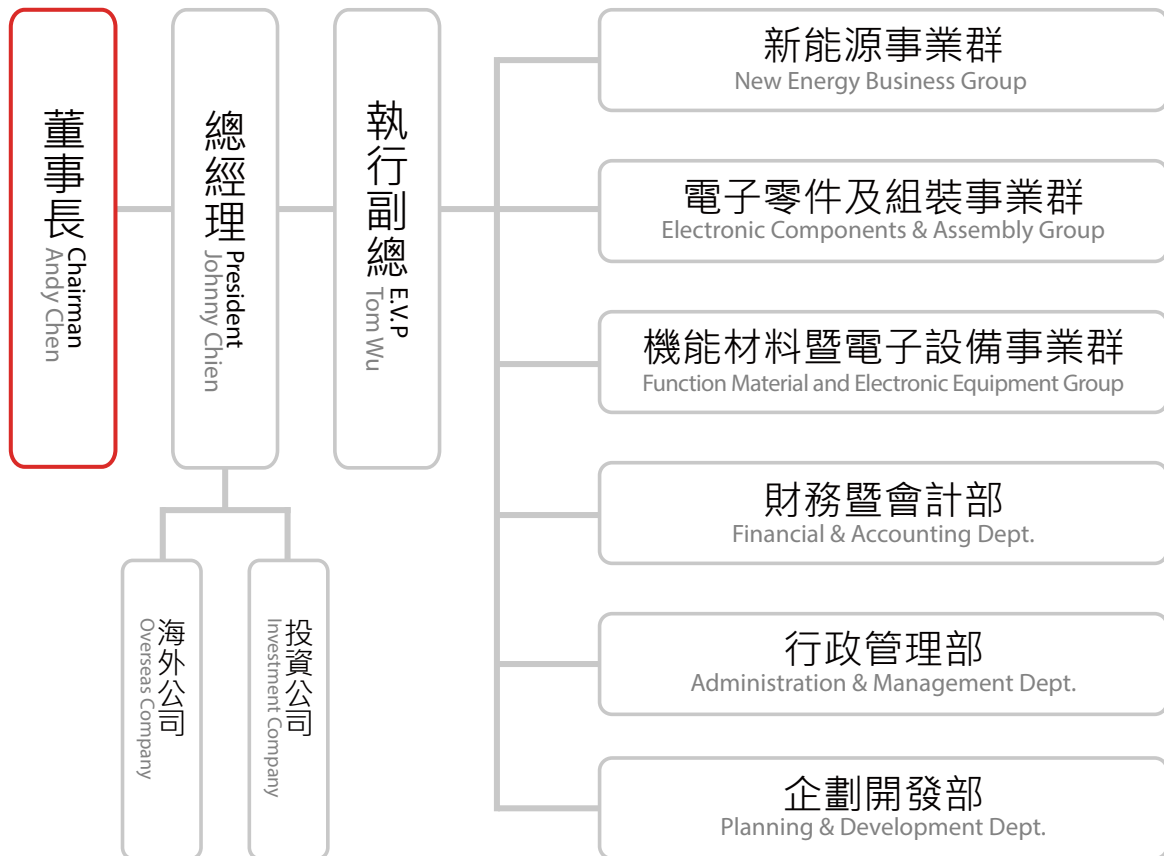 董事長
Chairman
Andy Chen
總經理
President
Johnny Chien
執行副總
E.V.P
Tom Wu
海外公司
Overseas Company
投資公司
Investment Company
新能源事業群
New Energy Business Group
電子零件及組裝事業群
Electronic Components & Assembly Group
機能材料暨電子設備事業群
Function Material and Electronic Equipment Group
財務暨會計部
Financial & Accounting Dept.
行政管理部
Administration & Management Dept.
企劃開發部
Planning & Development Dept.